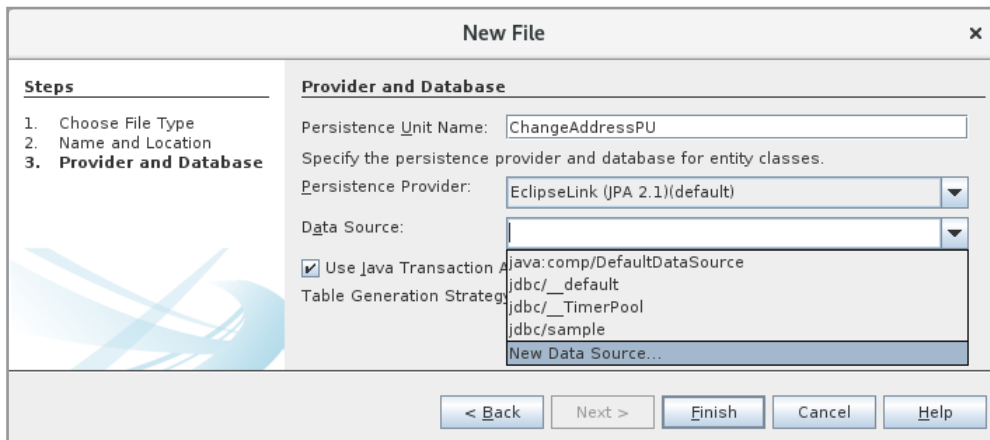 New File
×
Steps
1. Choose File Type
2. Name and Location
3. Provider and Database
Provider and Database
Persistence Unit Name: ChangeAddressPU
Specify the persistence provider and database for entity classes.
Persistence Provider: EclipseLink (JPA 2.1)(default)
Data Source:
java:comp/DefaultDataSource
Use Java Transaction A
jdbc/__default
Table Generation Strategy
jdbc/__TimerPool
jdbc/sample
New Data Source...
< Back Next > Finish Cancel Help